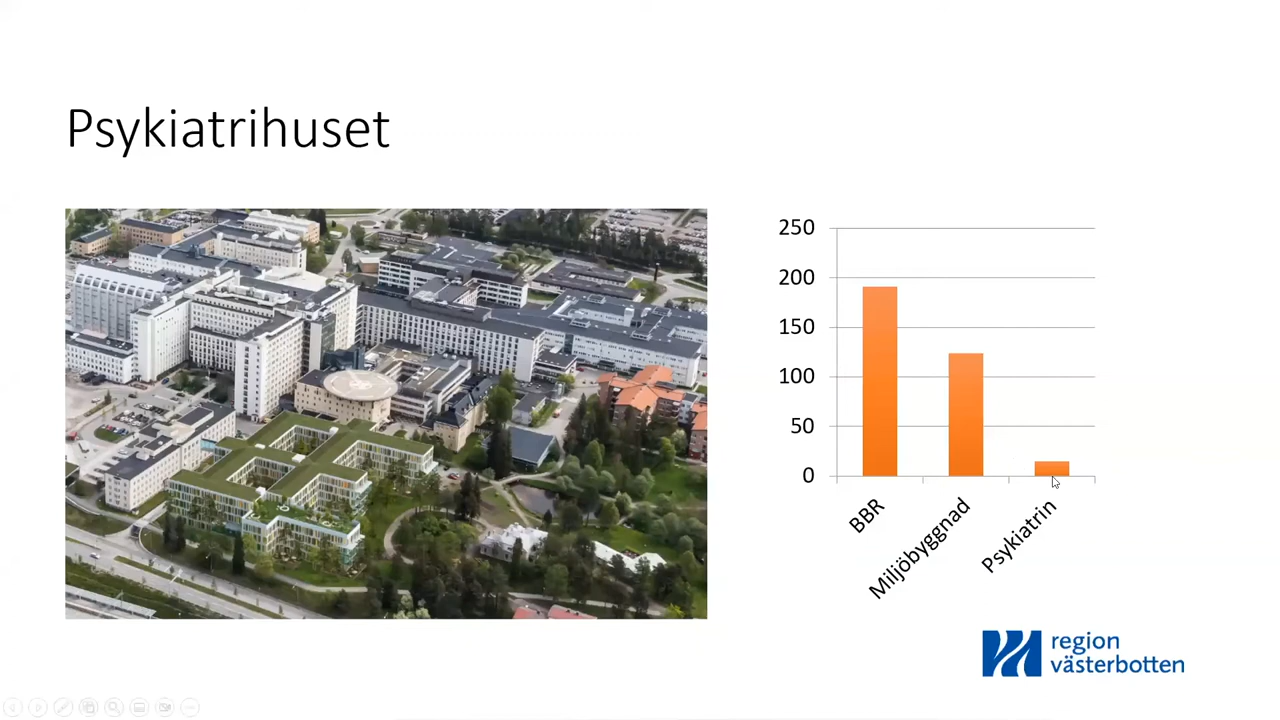 Psykiatrihuset
250
200
150
100
50
0
BBR
Miljöbyggnad
Psykiatrin
region
västerbotten